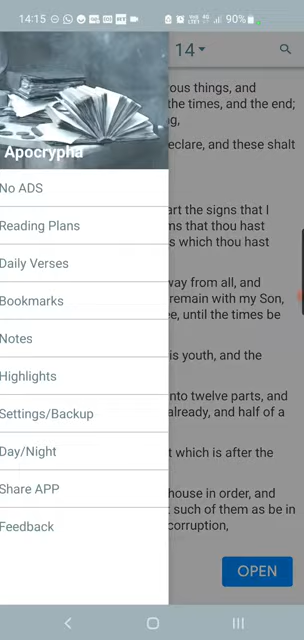 14:15
90%
14
rous things, and
Apocrypha
the times, and the end;
eclare, and these shalt
No ADS
Reading Plans
Daily Verses
Bookmarks
Notes
Highlights
Settings/Backup
Day/Night
Share APP
Feedback
art the signs that I
ns that thou hast
s which thou hast
way from all, and
remain with my Son,
ee, until the times be
is youth, and the
nto twelve parts, and
already, and half of a
t which is after the
house in order, and
such of them as be in
corruption,
OPEN